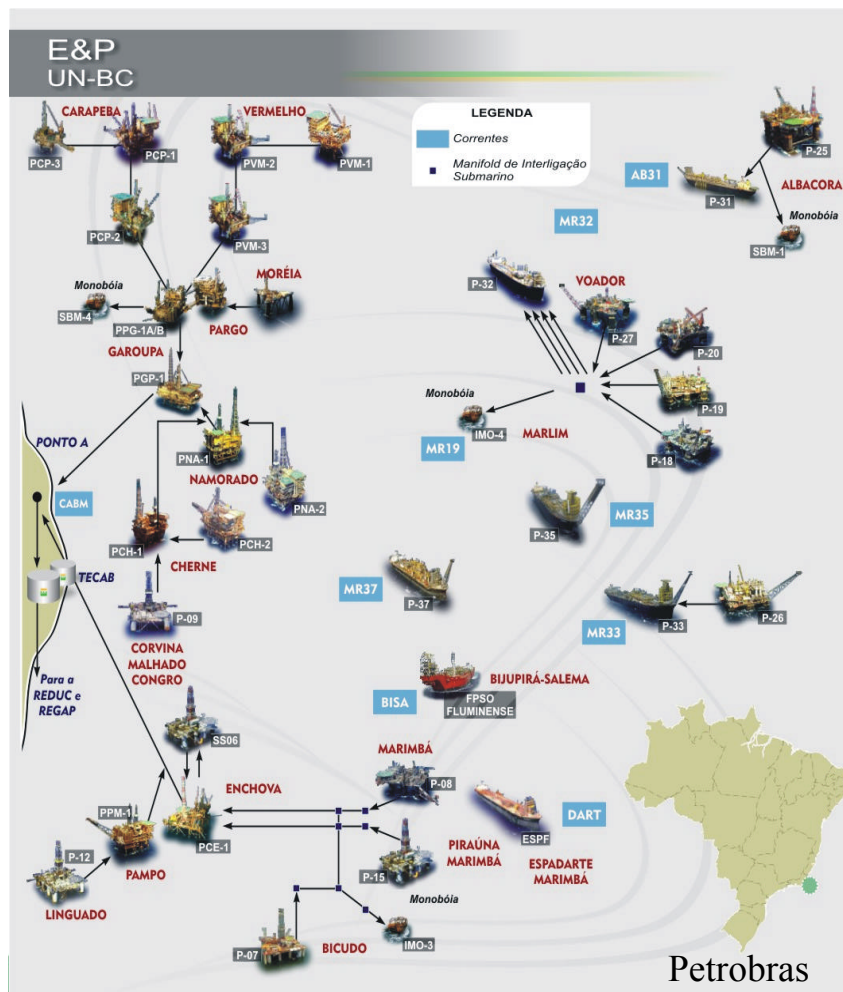 E&P
UN-BC
CARAPEBA
VERMELHO
PCP-3
PCP-1
PVM-2
PVM-1
PCP-2
PVM-3
LEGENDA
Correntes
Manifold de Interligação
Submarino
P-25
AB31
P-31
ALBACORA
Monobóia
SBM-1
MR32
P-32
VOADOR
P-27
P-20
P-19
P-18
Monobóia
IMO-4
MARLIM
MR19
MORÉIA
Monobóia
SBM-4
PPG-1A/B
PARGO
GAROUPA
PGP-1
PONTO A
CABM
PNA-1
NAMORADO
PNA-2
PCH-1
PCH-2
CHERNE
TECAB
P-09
CORVINA
MALHADO
CONGRO
Para a
REDUC e
REGAP
P-35
MR35
MR37
P-37
MR33
P-33
P-26
BISA
BIJUPIRÁ-SALEMA
FPSO
FLUMINENSE
SS06
ENCHOVA
PCE-1
PPM-1
PAMPO
P-12
LINGUADO
MARIMBÁ
P-08
PIRAÚNA
MARIMBÁ
P-15
ESPF
DART
ESPADARTE
MARIMBÁ
Monobóia
IMO-3
P-07
BICUDO
Petrobras